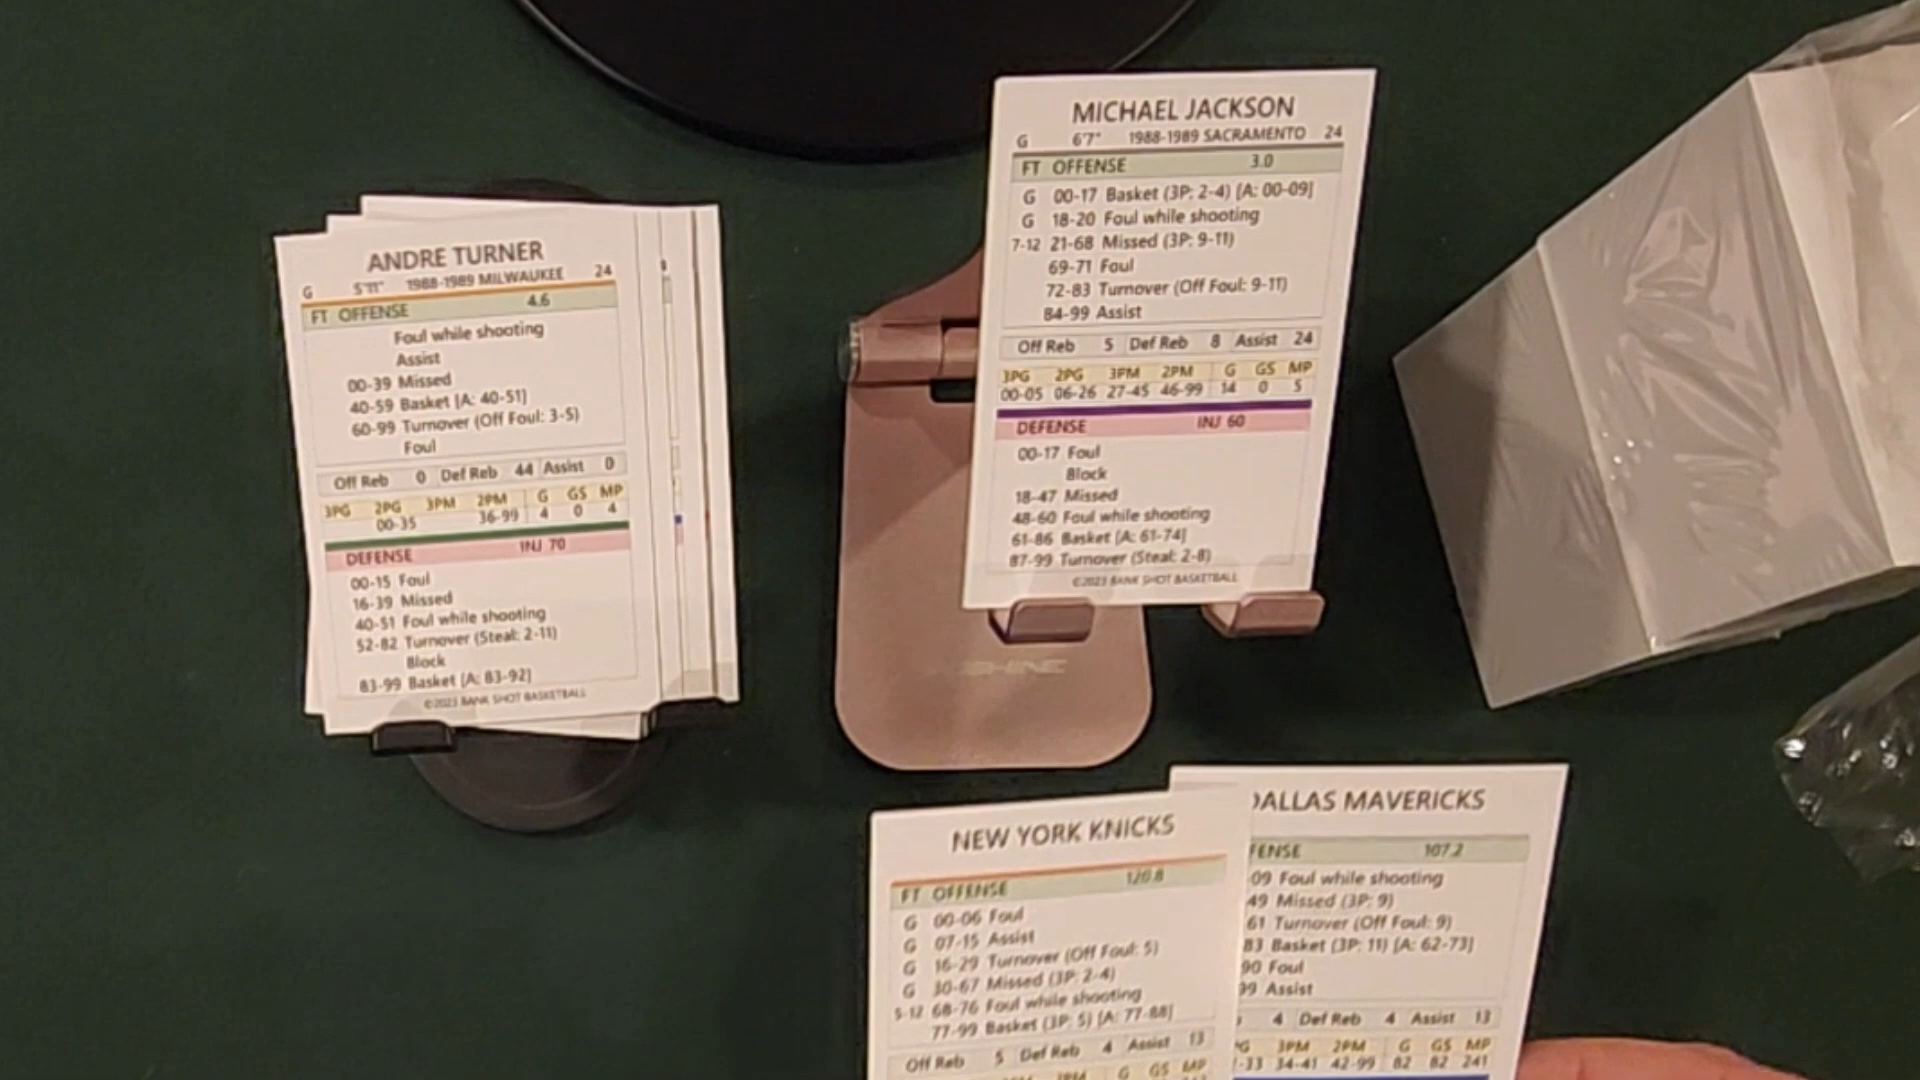 ANDRE TURNER
G 5'11" 1988-1989 MILWAUKEE 24
FT OFFENSE 4.6
Foul while shooting
Assist
00-39 Missed
40-59 Basket [A: 40-51]
60-99 Turnover (Off Foul: 3-5)
Foul
Off Reb 0 Def Reb 44 Assist 0
3PG 2PG 3PM 2PM G GS MP
00-35 36-99 4 0 4
DEFENSE INJ 70
00-15 Foul
16-39 Missed
40-51 Foul while shooting
52-82 Turnover (Steal: 2-11)
Block
83-99 Basket [A: 83-92]
©2023 BANK SHOT BASKETBALL
MICHAEL JACKSON
G 6'7" 1988-1989 SACRAMENTO 24
FT OFFENSE 3.0
G 00-17 Basket (3P: 2-4) [A: 00-09]
G 18-20 Foul while shooting
7-12 21-68 Missed (3P: 9-11)
69-71 Foul
72-83 Turnover (Off Foul: 9-11)
84-99 Assist
Off Reb 5 Def Reb 8 Assist 24
3PG 2PG 3PM 2PM G GS MP
00-05 06-26 27-45 46-99 14 0 5
DEFENSE INJ 60
00-17 Foul
Block
18-47 Missed
48-60 Foul while shooting
61-86 Basket [A: 61-74]
87-99 Turnover (Steal: 2-8)
©2023 BANK SHOT BASKETBALL
NEW YORK KNICKS
FT OFFENSE 120.8
G 00-06 Foul
G 07-15 Assist
G 16-29 Turnover (Off Foul: 5)
G 30-67 Missed (3P: 2-4)
5-12 68-76 Foul while shooting
77-99 Basket (3P: 5) [A: 77-88]
Off Reb 5 Def Reb 4 Assist 13
G GS MP
DALLAS MAVERICKS
FENSE 107.2
09 Foul while shooting
49 Missed (3P: 9)
61 Turnover (Off Foul: 9)
83 Basket (3P: 11) [A: 62-73]
90 Foul
99 Assist
4 Def Reb 4 Assist 13
3PM 2PM G GS MP
-33 34-41 42-99 82 82 241